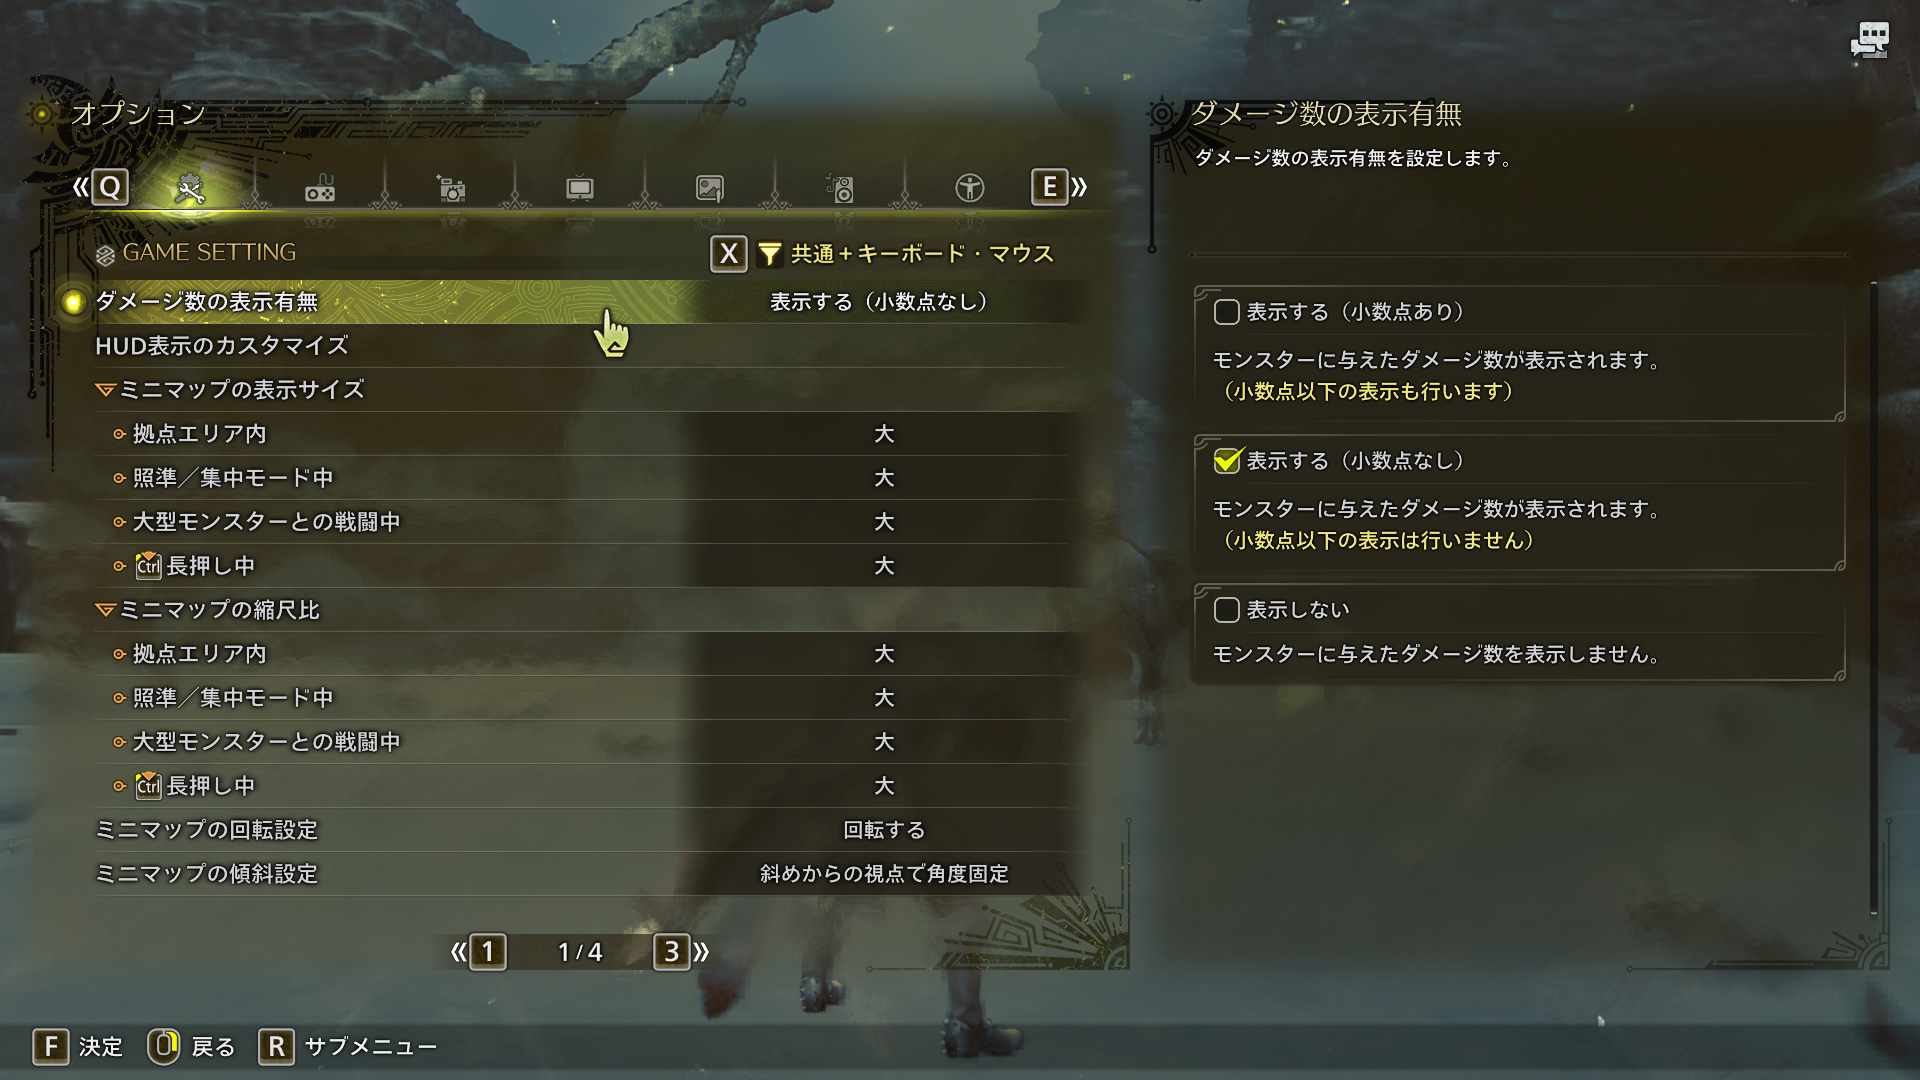 オプション
Q
E
GAME SETTING
X 共通+キーボード・マウス
ダメージ数の表示有無 表示する（小数点なし）
HUD表示のカスタマイズ
ミニマップの表示サイズ
拠点エリア内 大
照準／集中モード中 大
大型モンスターとの戦闘中 大
Ctrl 長押し中 大
ミニマップの縮尺比
拠点エリア内 大
照準／集中モード中 大
大型モンスターとの戦闘中 大
Ctrl 長押し中 大
ミニマップの回転設定 回転する
ミニマップの傾斜設定 斜めからの視点で角度固定
1 1/4 3
ダメージ数の表示有無
ダメージ数の表示有無を設定します。
表示する（小数点あり）
モンスターに与えたダメージ数が表示されます。
（小数点以下の表示も行います）
表示する（小数点なし）
モンスターに与えたダメージ数が表示されます。
（小数点以下の表示は行いません）
表示しない
モンスターに与えたダメージ数を表示しません。
F 決定 戻る R サブメニュー